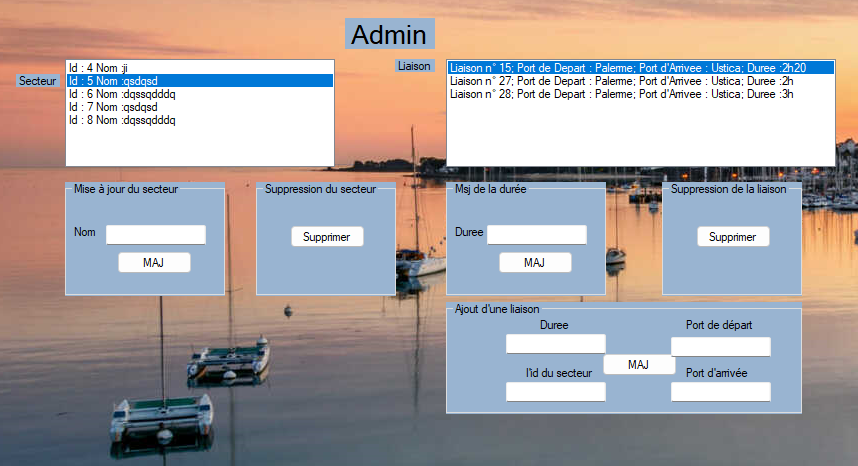 Admin
Secteur
Id : 4 Nom :ji
Id : 5 Nom :qsdqsd
Id : 6 Nom :dqssqdddq
Id : 7 Nom :qsdqsd
Id : 8 Nom :dqssqdddq
Liaison
Liaison n° 15; Port de Depart : Palerme; Port d'Arrivee : Ustica; Duree :2h20
Liaison n° 27; Port de Depart : Palerme; Port d'Arrivee : Ustica; Duree :2h
Liaison n° 28; Port de Depart : Palerme; Port d'Arrivee : Ustica; Duree :3h
Mise à jour du secteur
Nom
MAJ
Suppression du secteur
Supprimer
Msj de la durée
Duree
MAJ
Suppression de la liaison
Supprimer
Ajout d'une liaison
Duree
Port de départ
MAJ
l'id du secteur
Port d'arrivée